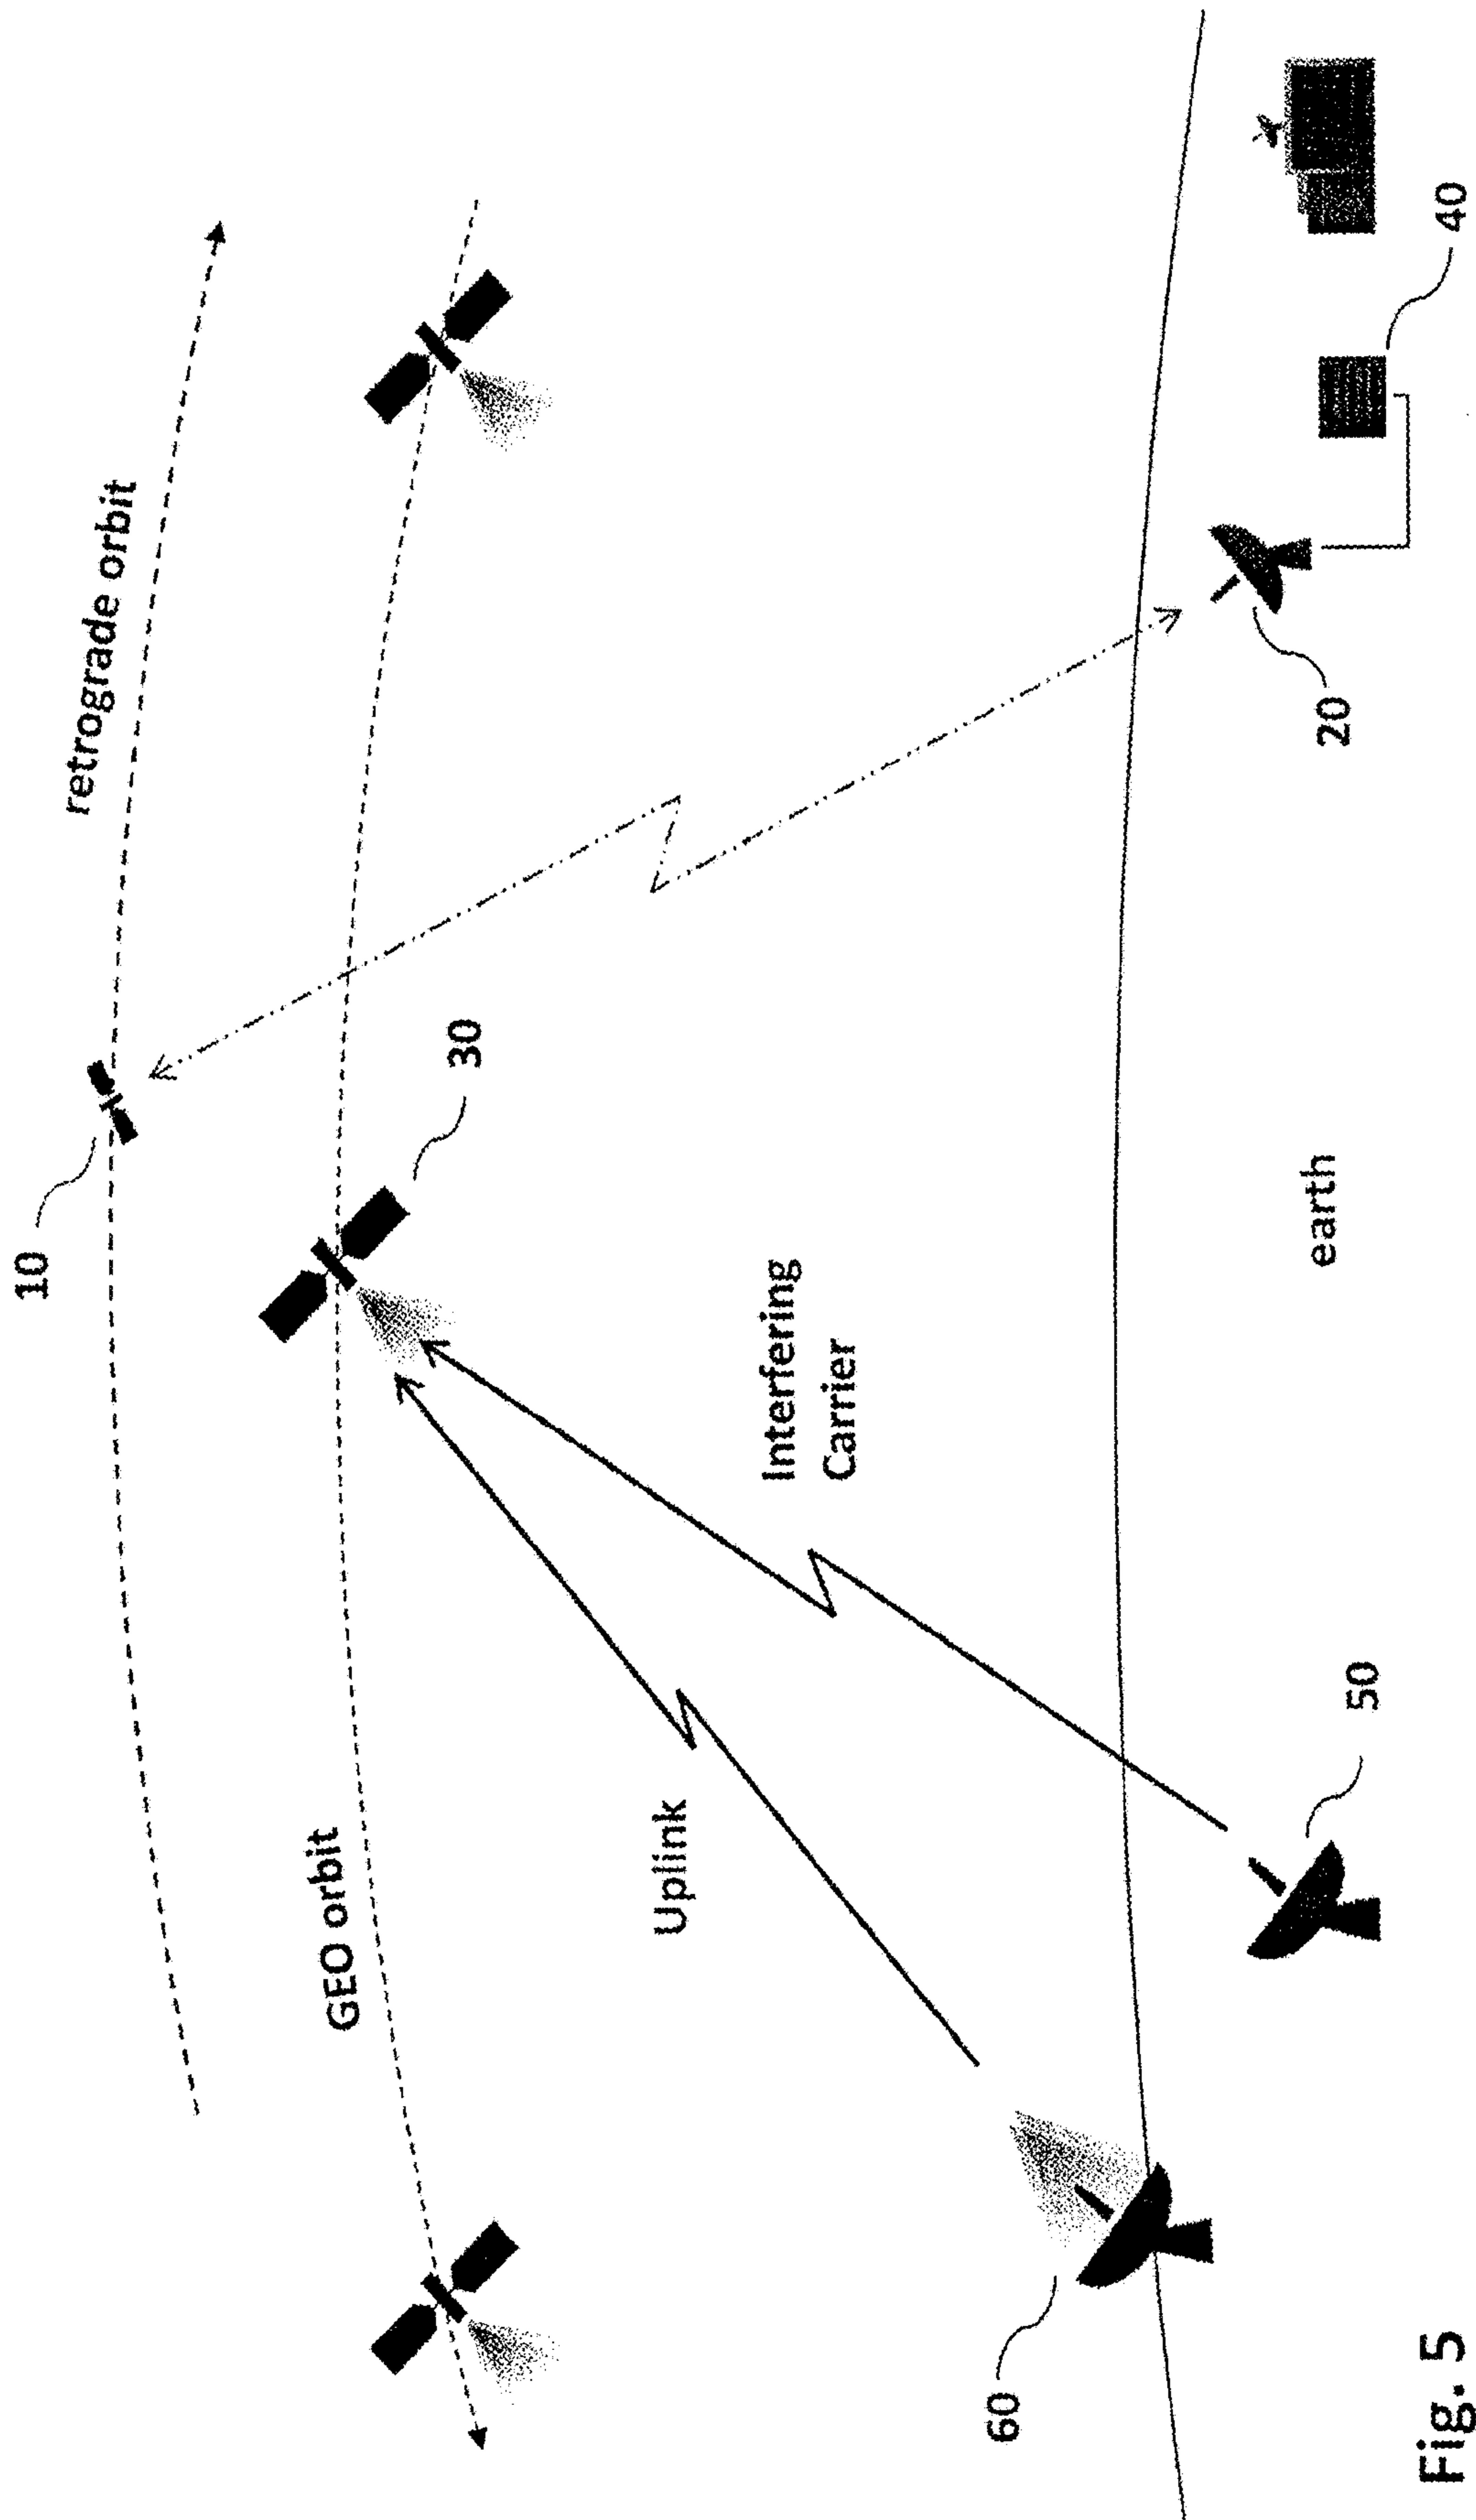 10
retrograde orbit
30
GEO orbit
Interfering
Carrier
Uplink
20
40
earth
50
60
Fig. 5